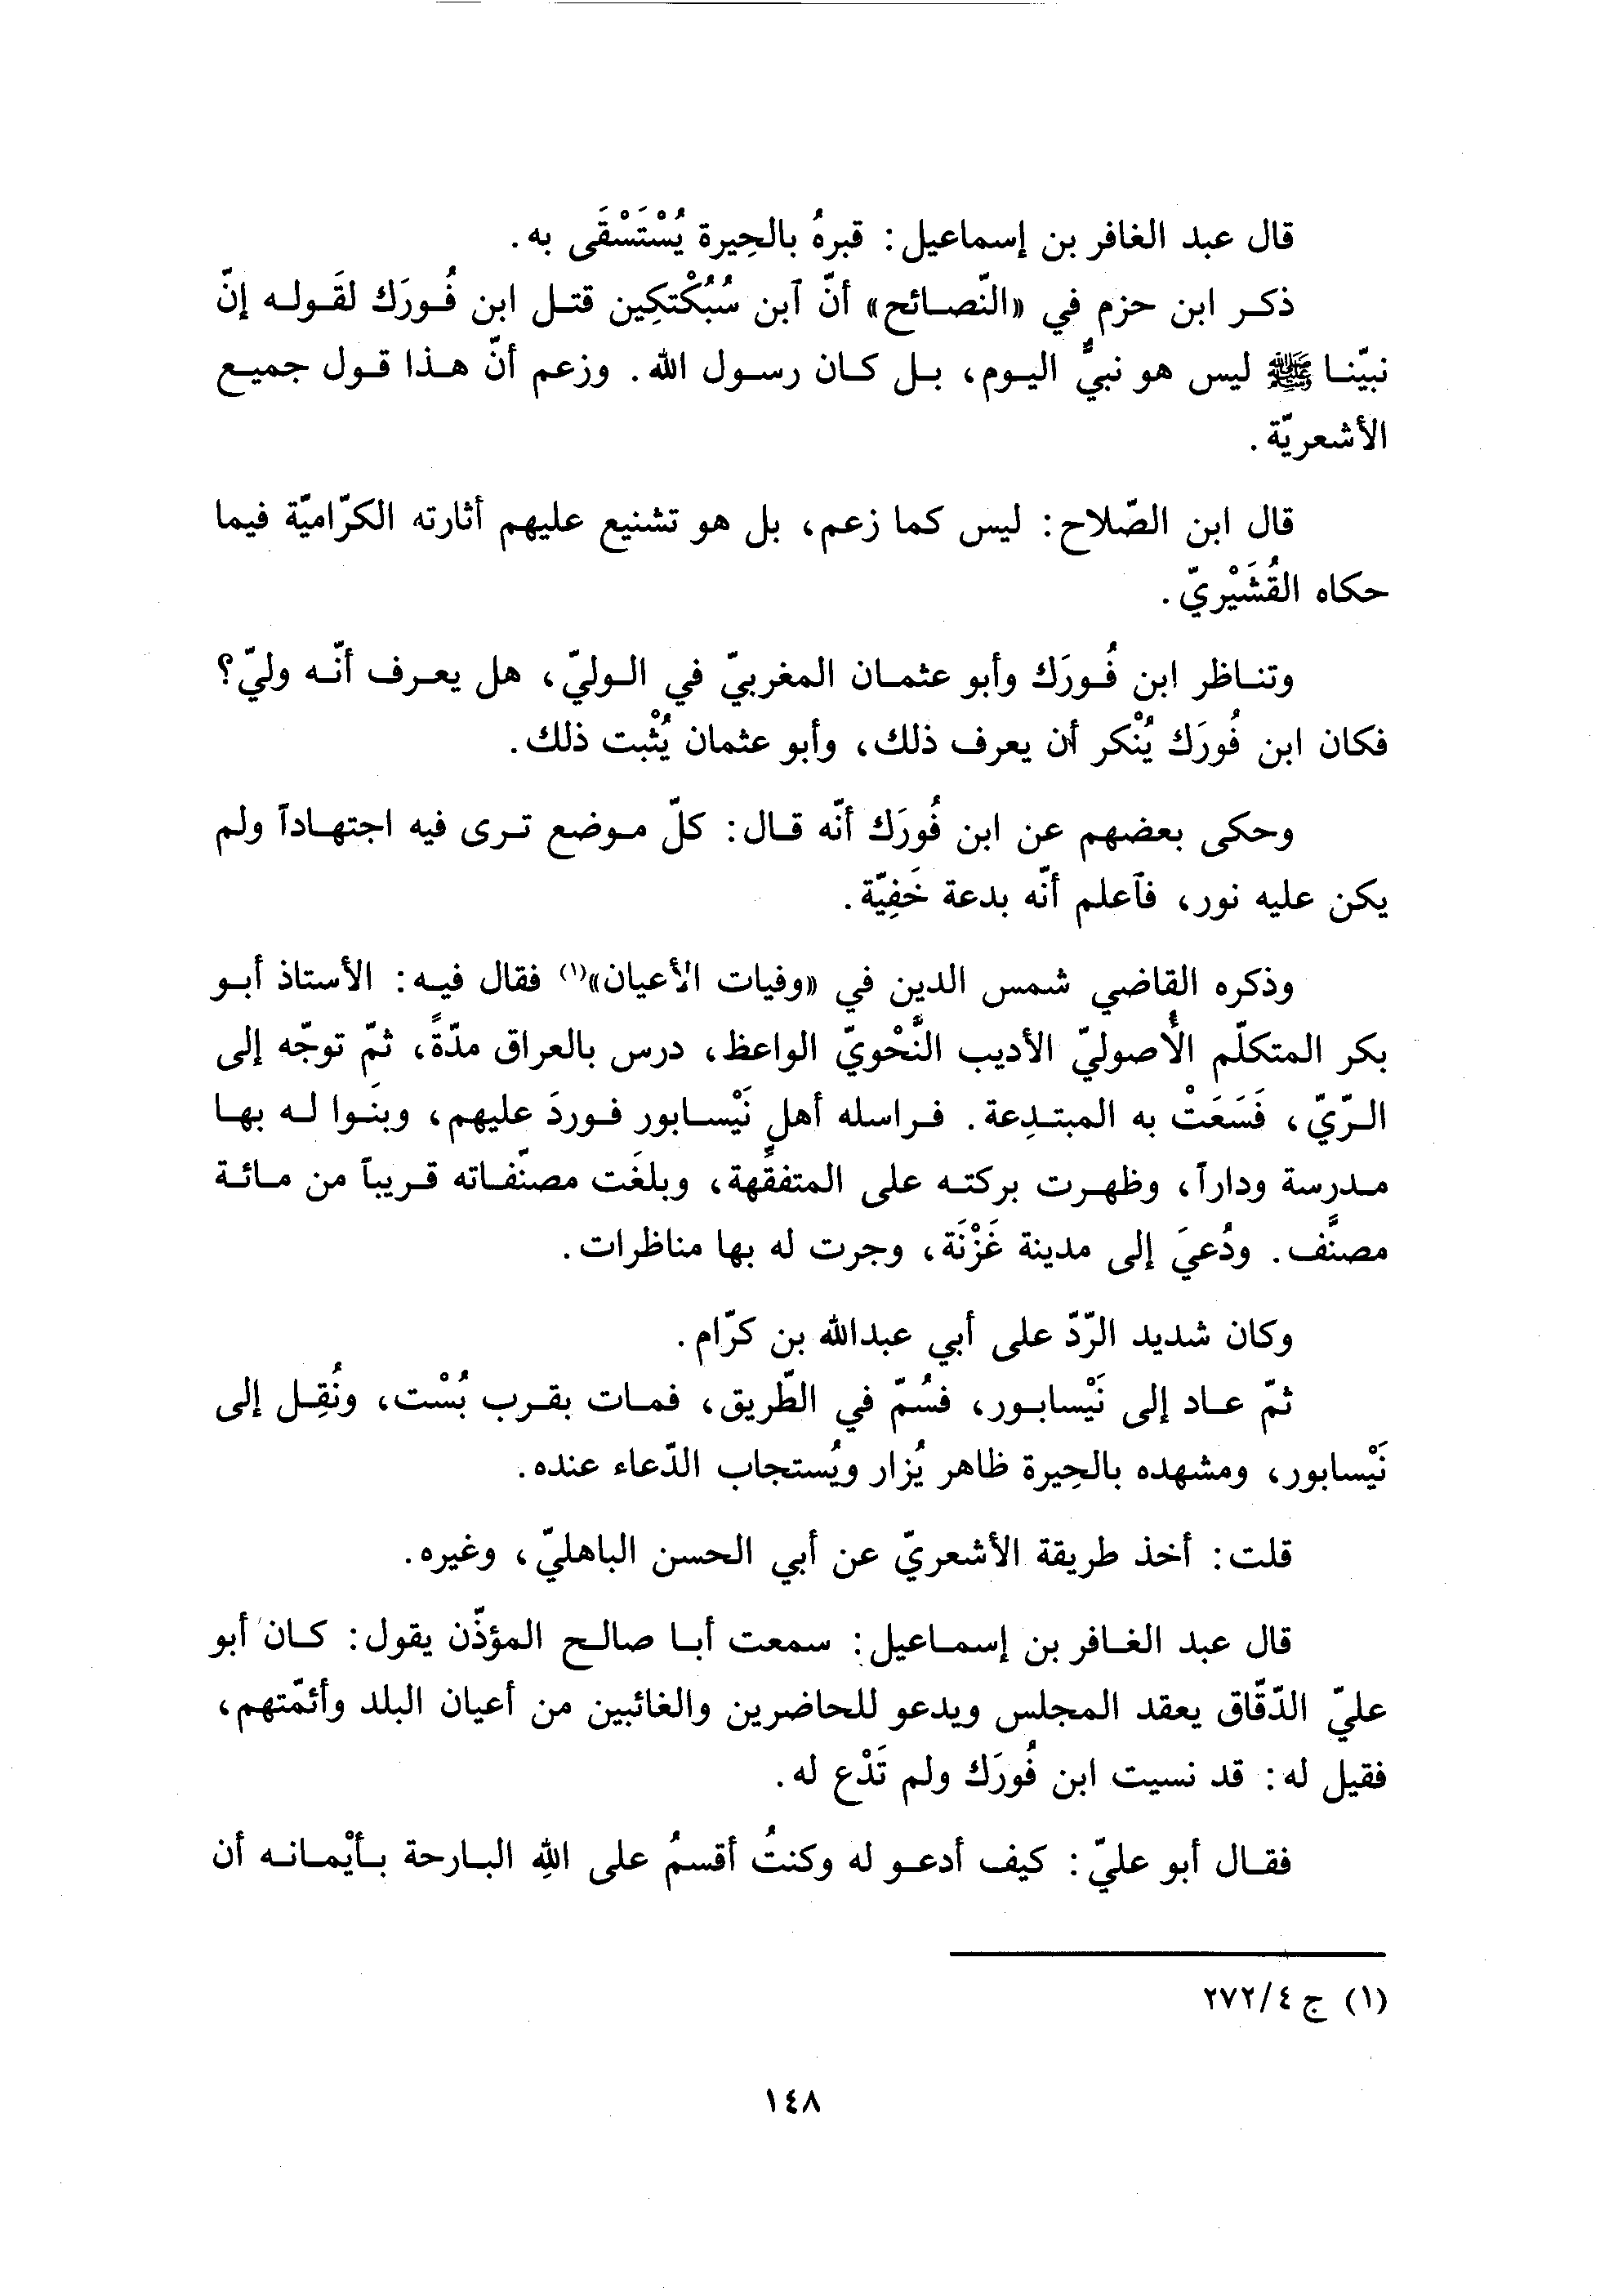 قال عبد الغافر بن إسماعيل: قبرهُ بالحِيرة يُسْتَسْقَى به.
ذكر ابن حزم في «النّصائح» أنّ آبن سُبُكْتكِين قتل ابن فُورَك لقوله إنّ
نبيّنا ﷺ ليس هو نبيٌّ اليوم، بل كان رسول الله. وزعم أنّ هذا قول جميع
الأشعريّة.
قال ابن الصّلاح: ليس كما زعم، بل هو تشنيع عليهم أثارته الكرّاميّة فيما
حكاه القُشَيْريّ.
وتناظر ابن فُورَك وأبو عثمان المغربيّ في الوليّ، هل يعرف أنّه وليّ؟
فكان ابن فُورَك يُنْكر أن يعرف ذلك، وأبو عثمان يُثْبت ذلك.
وحكى بعضهم عن ابن فُورَك أنّه قال: كلّ موضع ترى فيه اجتهاداً ولم
يكن عليه نور، فآعلم أنّه بدعة خَفِيّة.
وذكره القاضي شمس الدين في «وفيات الأعيان»(١) فقال فيه: الأستاذ أبو
بكر المتكلّم الأُصوليّ الأديب النَّحْويّ الواعظ، درس بالعراق مدّةً، ثمّ توجّه إلى
الرّيّ، فَسَعَتْ به المبتدِعة. فراسله أهل نَيْسابور فوردَ عليهم، وبنَوا له بها
مدرسة وداراً، وظهرت بركته على المتفقّهة، وبلغَت مصنّفاته قريباً من مائة
مصنَّف. ودُعيَ إلى مدينة غَزْنَة، وجرت له بها مناظرات.
وكان شديد الرّدّ على أبي عبدالله بن كرّام.
ثمّ عاد إلى نَيْسابور، فسُمّ في الطّريق، فمات بقرب بُسْت، ونُقِل إلى
نَيْسابور، ومشهده بالحِيرة ظاهر يُزار ويُستجاب الدّعاء عنده.
قلت: أخذ طريقة الأشعريّ عن أبي الحسن الباهليّ، وغيره.
قال عبد الغافر بن إسماعيل: سمعت أبا صالح المؤذّن يقول: كان أبو
عليّ الدّقّاق يعقد المجلس ويدعو للحاضرين والغائبين من أعيان البلد وأئمّتهم،
فقيل له: قد نسيت ابن فُورَك ولم تَدْع له.
فقال أبو عليّ: كيف أدعو له وكنتُ أقسمُ على اللهِ البارحة بأيْمانه أن
(١) ج ٢٧٢/٤
١٤٨